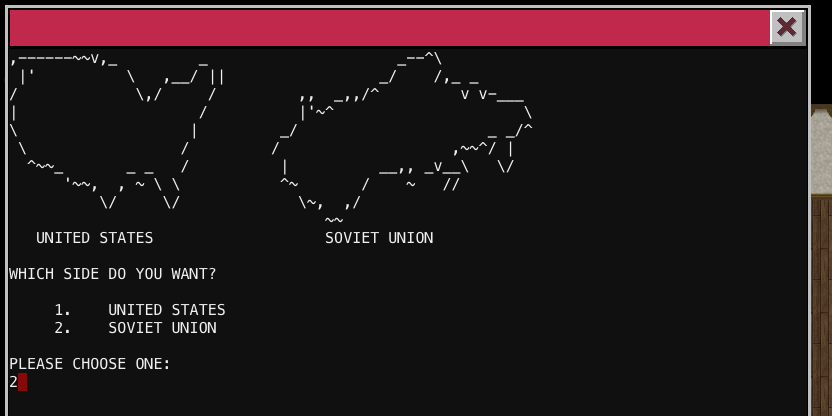 UNITED STATES SOVIET UNION
WHICH SIDE DO YOU WANT?
1. UNITED STATES
2. SOVIET UNION
PLEASE CHOOSE ONE:
2